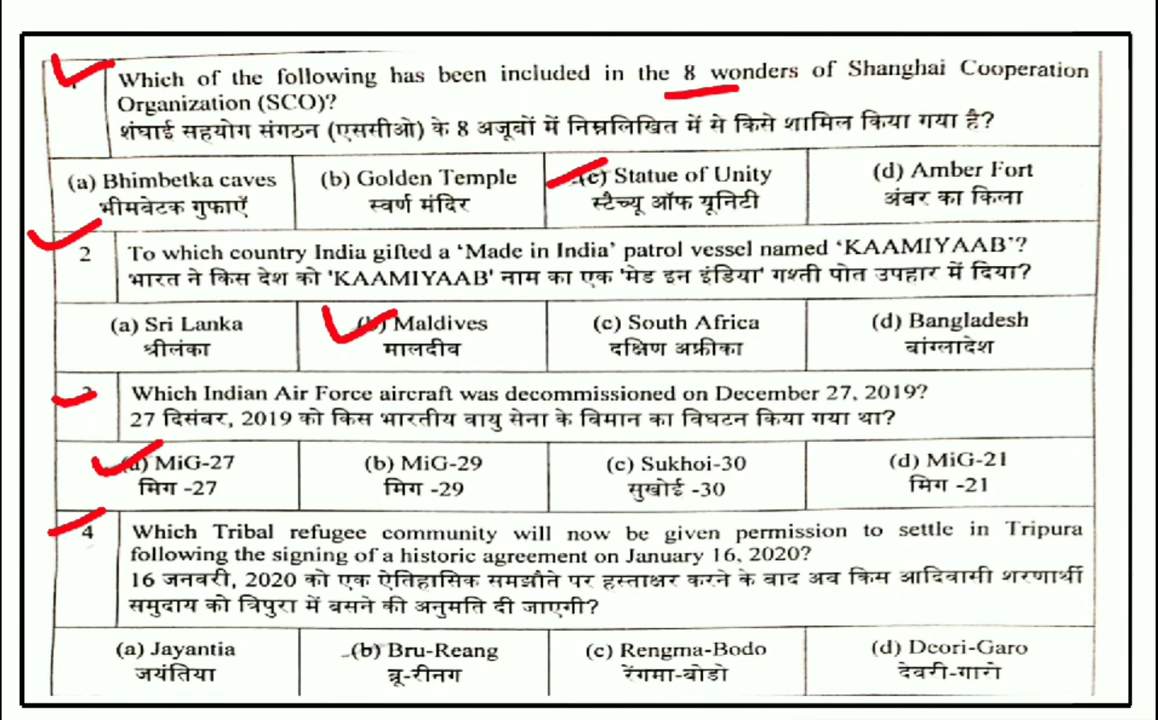 Which of the following has been included in the 8 wonders of Shanghai Cooperation
Organization (SCO)?
शंघाई सहयोग संगठन (एससीओ) के 8 अजूबों में निम्नलिखित में से किसे शामिल किया गया है?
(a) Bhimbetka caves
भीमबेटक गुफाएँ
(b) Golden Temple
स्वर्ण मंदिर
(c) Statue of Unity
स्टैच्यू ऑफ यूनिटी
(d) Amber Fort
अंबर का किला
2
To which country India gifted a ‘Made in India’ patrol vessel named ‘KAAMIYAAB’?
भारत ने किस देश को 'KAAMIYAAB' नाम का एक 'मेड इन इंडिया' गश्ती पोत उपहार में दिया?
(a) Sri Lanka
श्रीलंका
(b) Maldives
मालदीव
(c) South Africa
दक्षिण अफ्रीका
(d) Bangladesh
बांग्लादेश
3
Which Indian Air Force aircraft was decommissioned on December 27, 2019?
27 दिसंबर, 2019 को किस भारतीय वायु सेना के विमान का विघटन किया गया था?
(a) MiG-27
मिग -27
(b) MiG-29
मिग -29
(c) Sukhoi-30
सुखोई -30
(d) MiG-21
मिग -21
4
Which Tribal refugee community will now be given permission to settle in Tripura
following the signing of a historic agreement on January 16, 2020?
16 जनवरी, 2020 को एक ऐतिहासिक समझौते पर हस्ताक्षर करने के बाद अब किस आदिवासी शरणार्थी
समुदाय को त्रिपुरा में बसने की अनुमति दी जाएगी?
(a) Jayantia
जयंतिया
(b) Bru-Reang
ब्रू-रीनग
(c) Rengma-Bodo
रेंगमा-बोडो
(d) Deori-Garo
देवरी-गारो